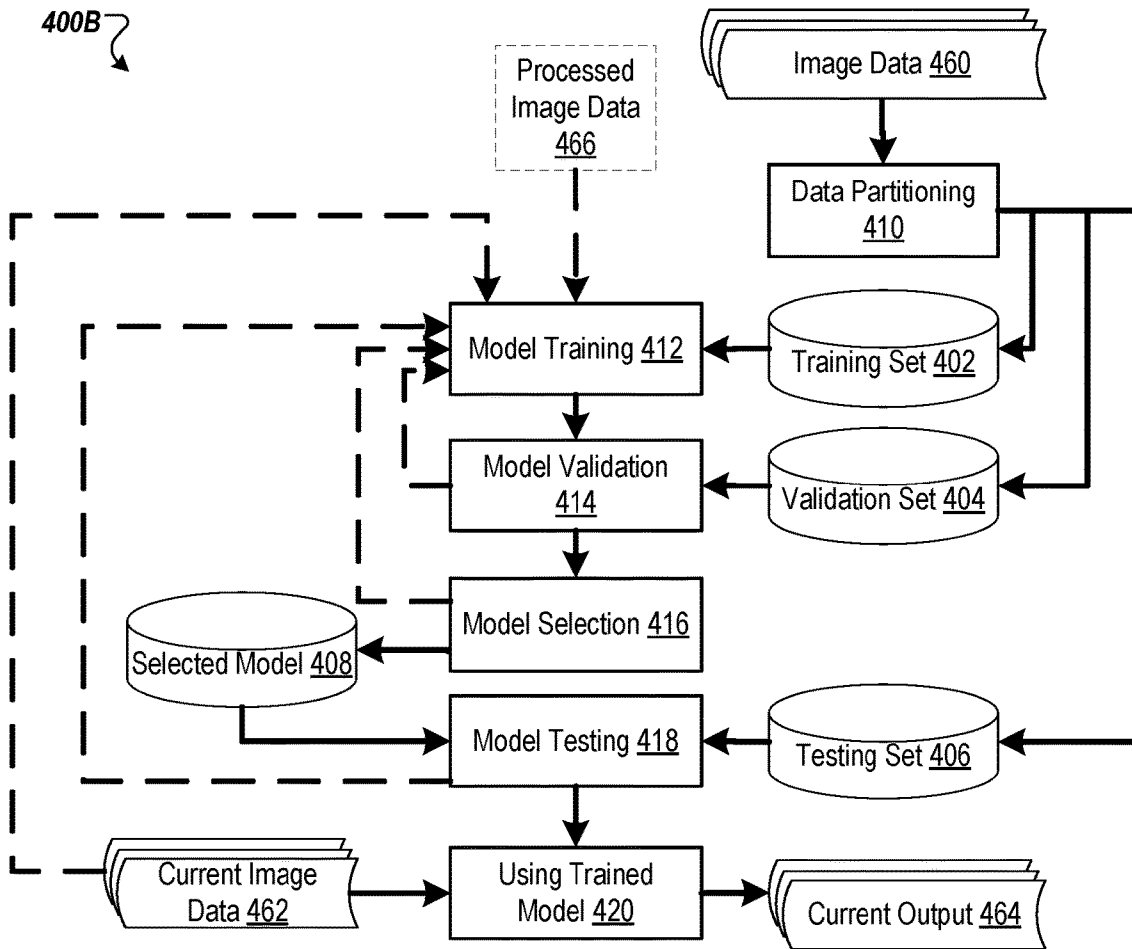 400B
Image Data 460
Processed
Image Data
466
Data Partitioning
410
Model Training 412
Training Set 402
Model Validation
414
Validation Set 404
Model Selection 416
Selected Model 408
Model Testing 418
Testing Set 406
Current Image
Data 462
Using Trained
Model 420
Current Output 464